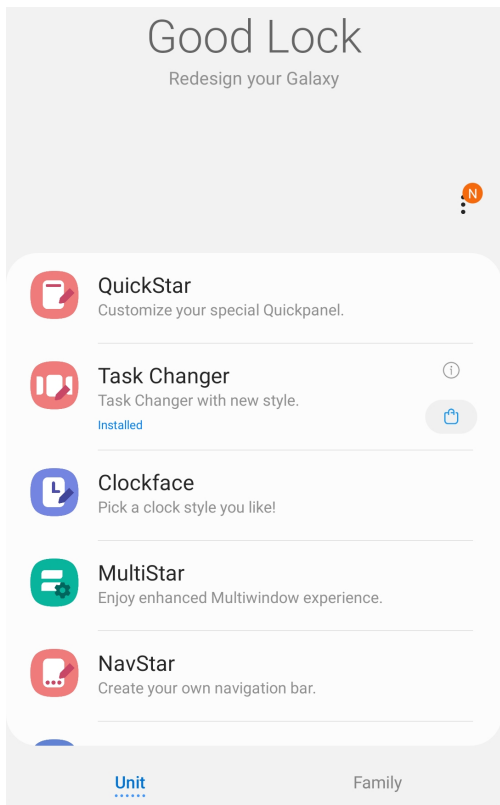 Good Lock
Redesign your Galaxy
N
QuickStar
Customize your special Quickpanel.
Task Changer
Task Changer with new style.
Installed
Clockface
Pick a clock style you like!
MultiStar
Enjoy enhanced Multiwindow experience.
NavStar
Create your own navigation bar.
Unit
Family